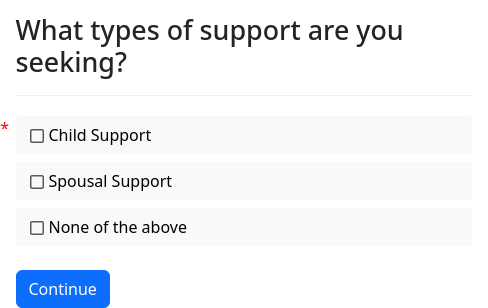 What types of support are you
seeking?
*
Child Support
Spousal Support
None of the above
Continue